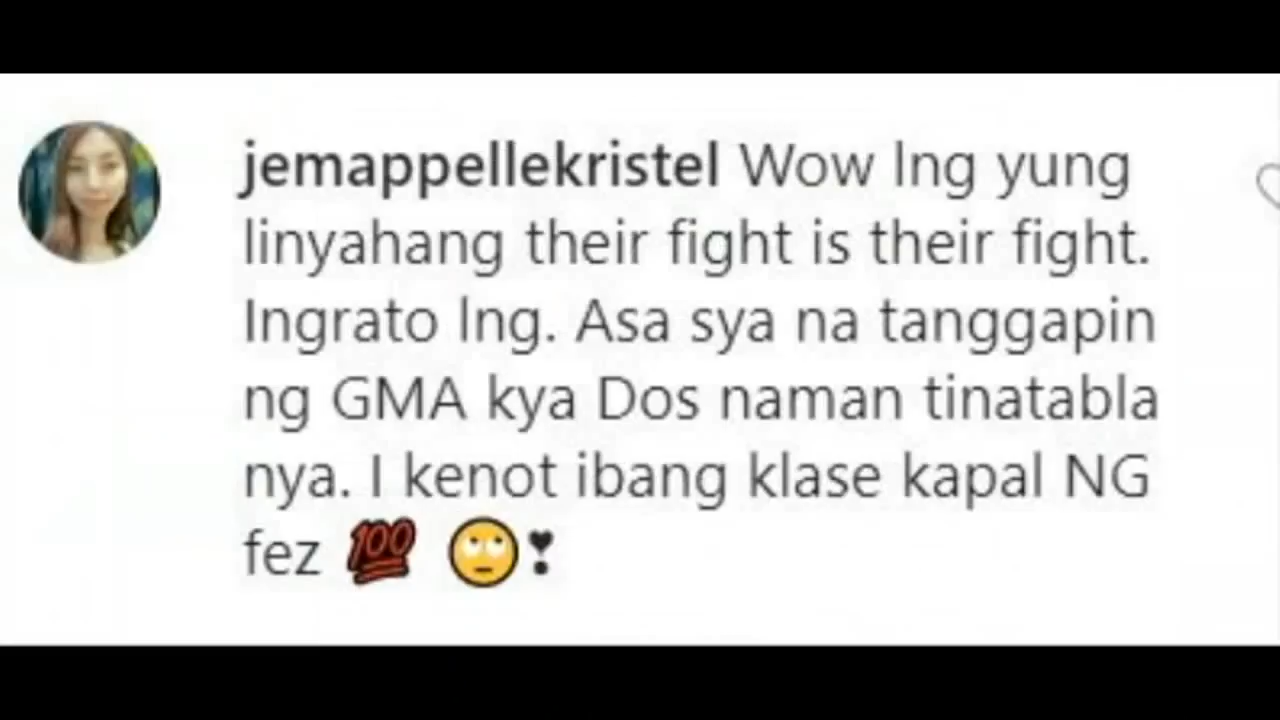 jemappellekristel Wow lng yung
linyahang their fight is their fight.
Ingrato lng. Asa sya na tanggapin
ng GMA kya Dos naman tinatabla
nya. I kenot ibang klase kapal NG
fez 💯 🙄❣